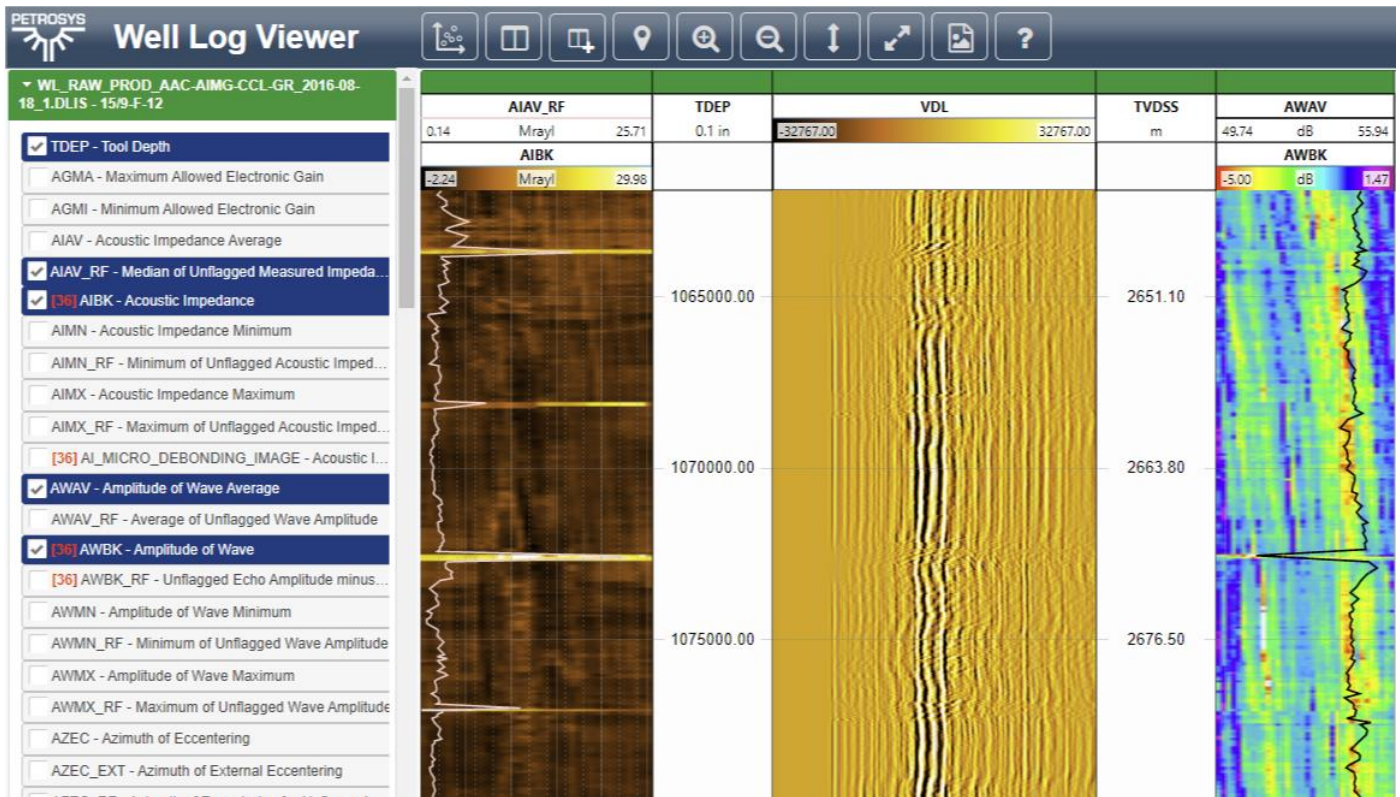 PETROSYS
Well Log Viewer
?
WL_RAW_PROD_AAC-AIMG-CCL-GR_2016-08-
18_1.DLIS - 15/9-F-12
TDEP - Tool Depth
AGMA - Maximum Allowed Electronic Gain
AGMI - Minimum Allowed Electronic Gain
AIAV - Acoustic Impedance Average
AIAV_RF - Median of Unflagged Measured Impeda...
[36] AIBK - Acoustic Impedance
AIMN - Acoustic Impedance Minimum
AIMN_RF - Minimum of Unflagged Acoustic Imped...
AIMX - Acoustic Impedance Maximum
AIMX_RF - Maximum of Unflagged Acoustic Imped...
[36] AI_MICRO_DEBONDING_IMAGE - Acoustic I...
AWAV - Amplitude of Wave Average
AWAV_RF - Average of Unflagged Wave Amplitude
[36] AWBK - Amplitude of Wave
[36] AWBK_RF - Unflagged Echo Amplitude minus...
AWMN - Amplitude of Wave Minimum
AWMN_RF - Minimum of Unflagged Wave Amplitude
AWMX - Amplitude of Wave Maximum
AWMX_RF - Maximum of Unflagged Wave Amplitude
AZEC - Azimuth of Eccentering
AZEC_EXT - Azimuth of External Eccentering
AIAV_RF
0.14 Mrayl 25.71
AIBK
-2.24 Mrayl 29.98
TDEP
0.1 in
1065000.00
1070000.00
1075000.00
VDL
-32767.00 32767.00
TVDSS
m
2651.10
2663.80
2676.50
AWAV
49.74 dB 55.94
AWBK
-5.00 dB 1.47